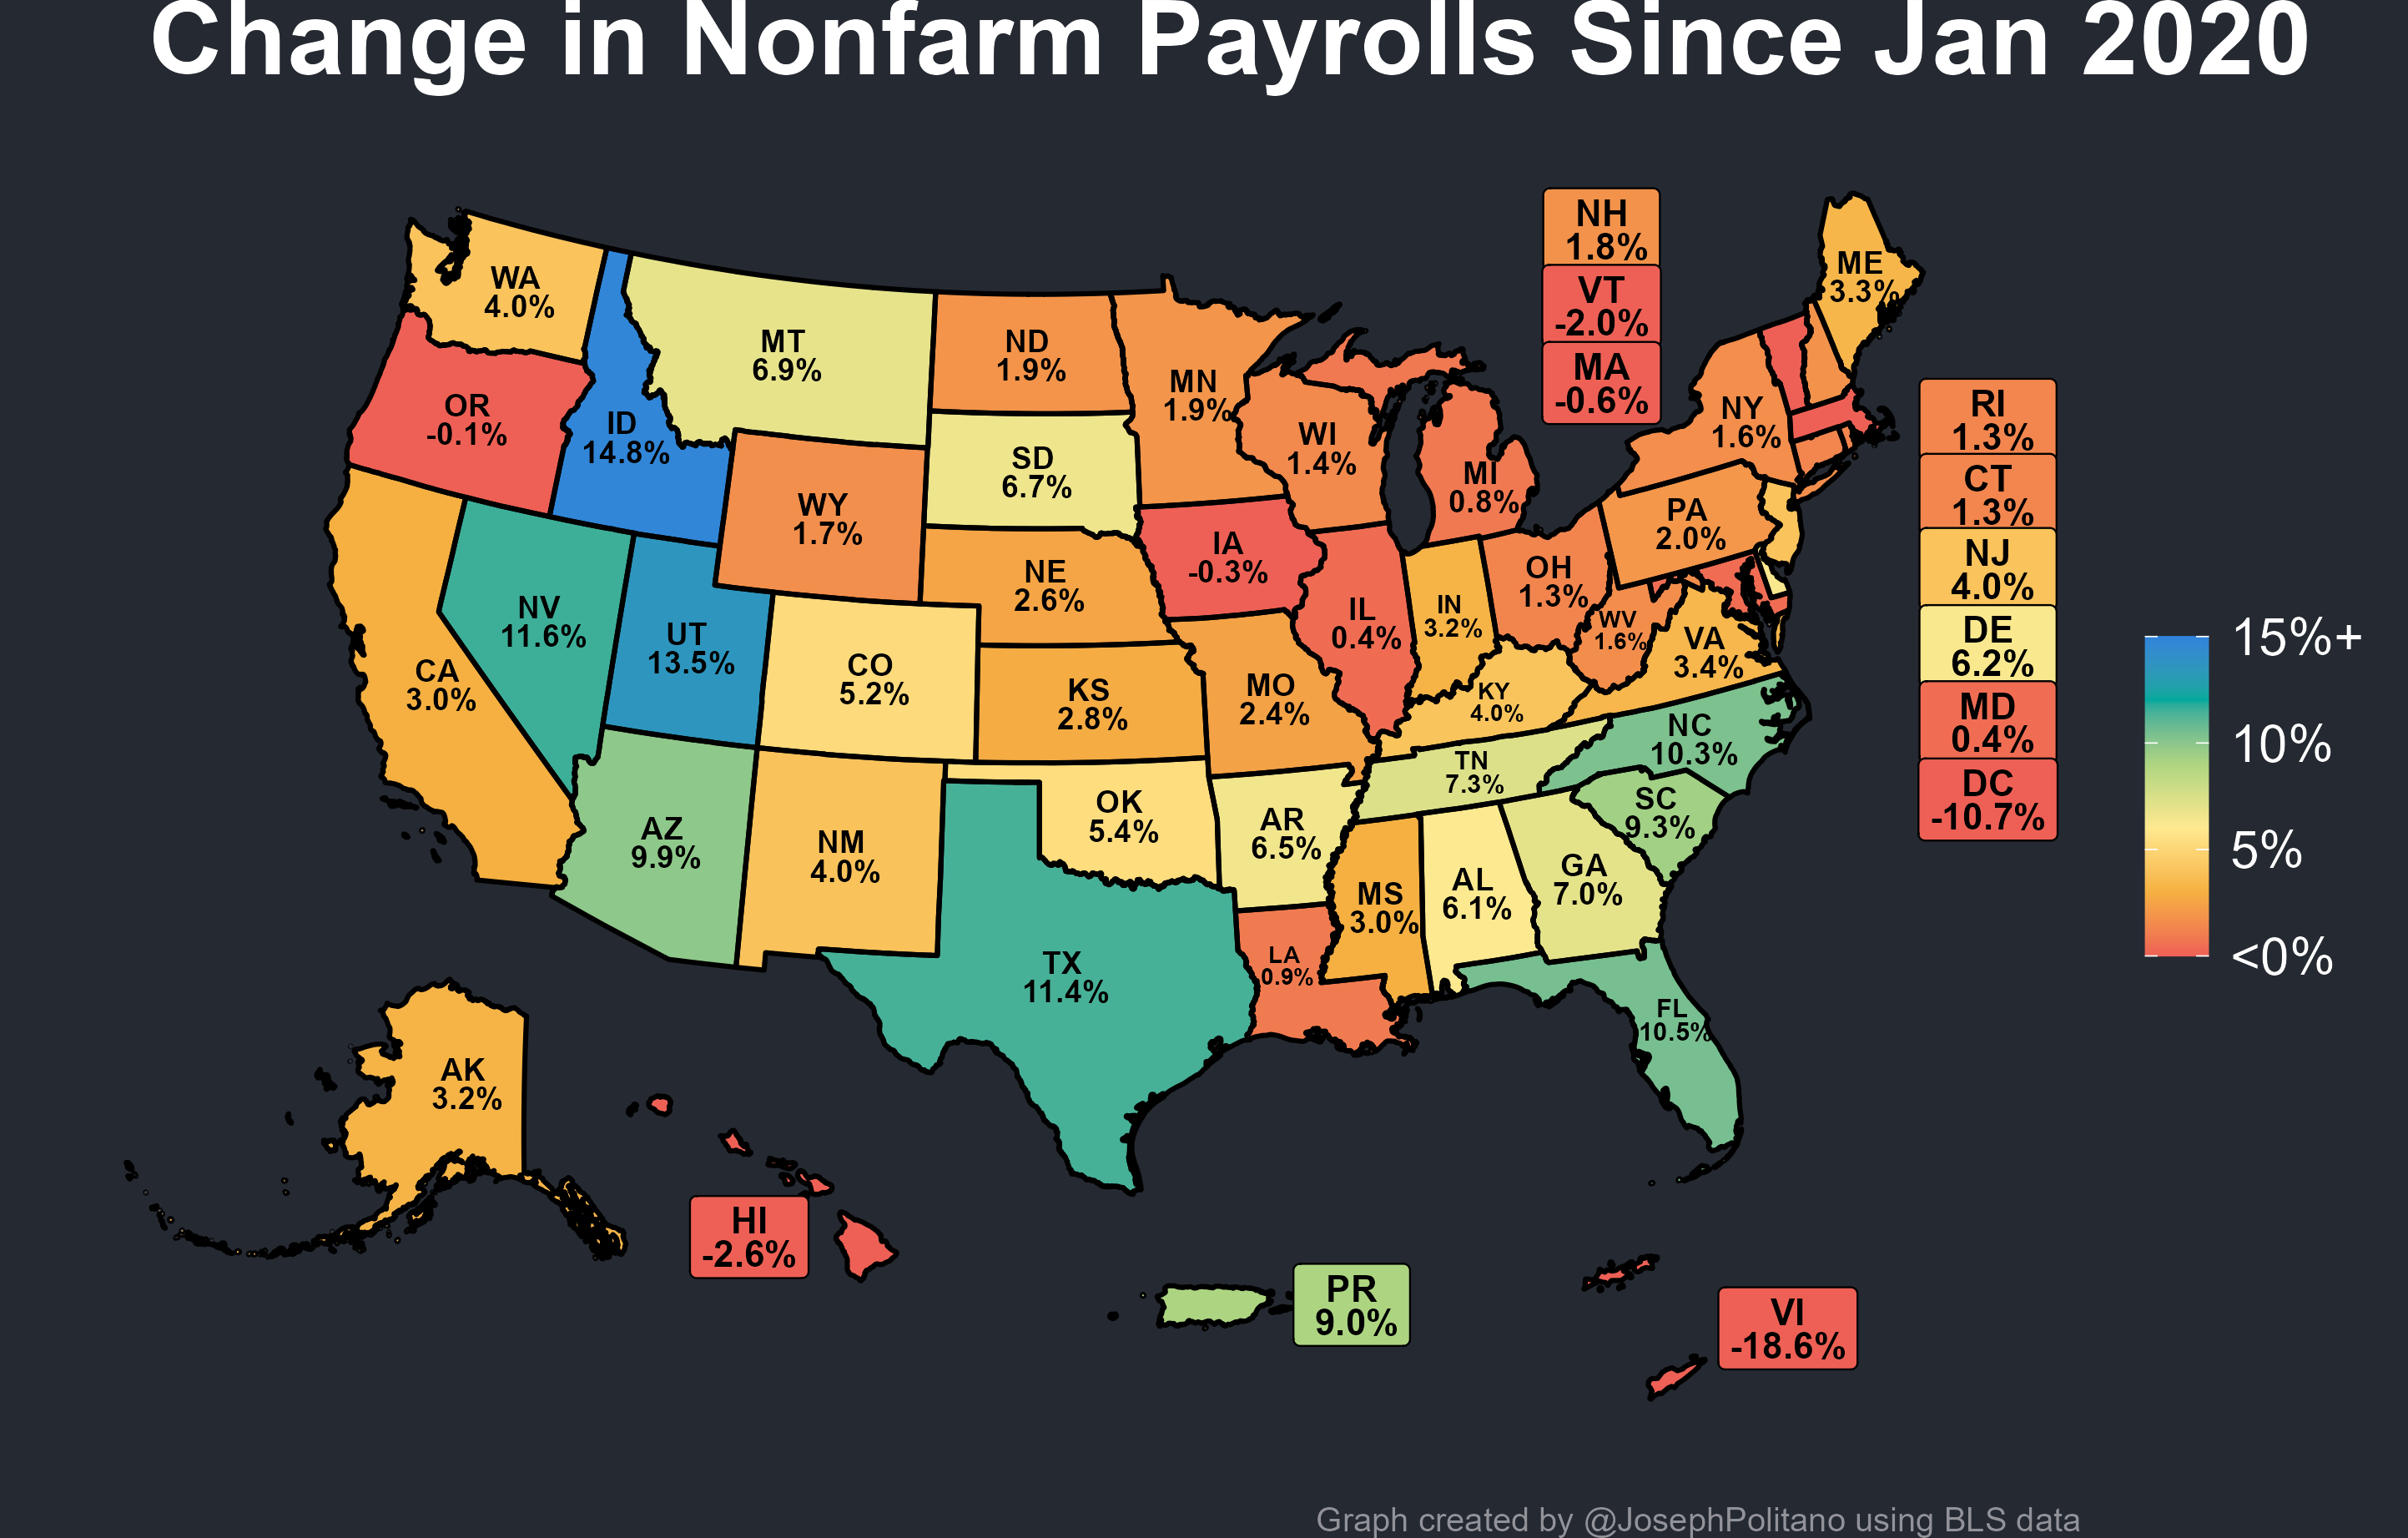 Change in Nonfarm Payrolls Since Jan 2020
NH
1.8%
VT
-2.0%
MA
-0.6%
ME
3.3%
WA
4.0%
MT
6.9%
ND
1.9%
MN
1.9%
OR
-0.1%
ID
14.8%
SD
6.7%
WI
1.4%
MI
0.8%
NY
1.6%
RI
1.3%
CT
1.3%
NJ
4.0%
DE
6.2%
MD
0.4%
DC
-10.7%
WY
1.7%
IA
-0.3%
PA
2.0%
NE
2.6%
OH
1.3%
IN
3.2%
IL
0.4%
WV
1.6%
VA
3.4%
NV
11.6%
UT
13.5%
CO
5.2%
CA
3.0%
KS
2.8%
MO
2.4%
KY
4.0%
NC
10.3%
TN
7.3%
SC
9.3%
AZ
9.9%
NM
4.0%
OK
5.4%
AR
6.5%
MS
3.0%
AL
6.1%
GA
7.0%
TX
11.4%
LA
0.9%
FL
10.5%
15%+
10%
5%
<0%
AK
3.2%
HI
-2.6%
PR
9.0%
VI
-18.6%
Graph created by @JosephPolitano using BLS data